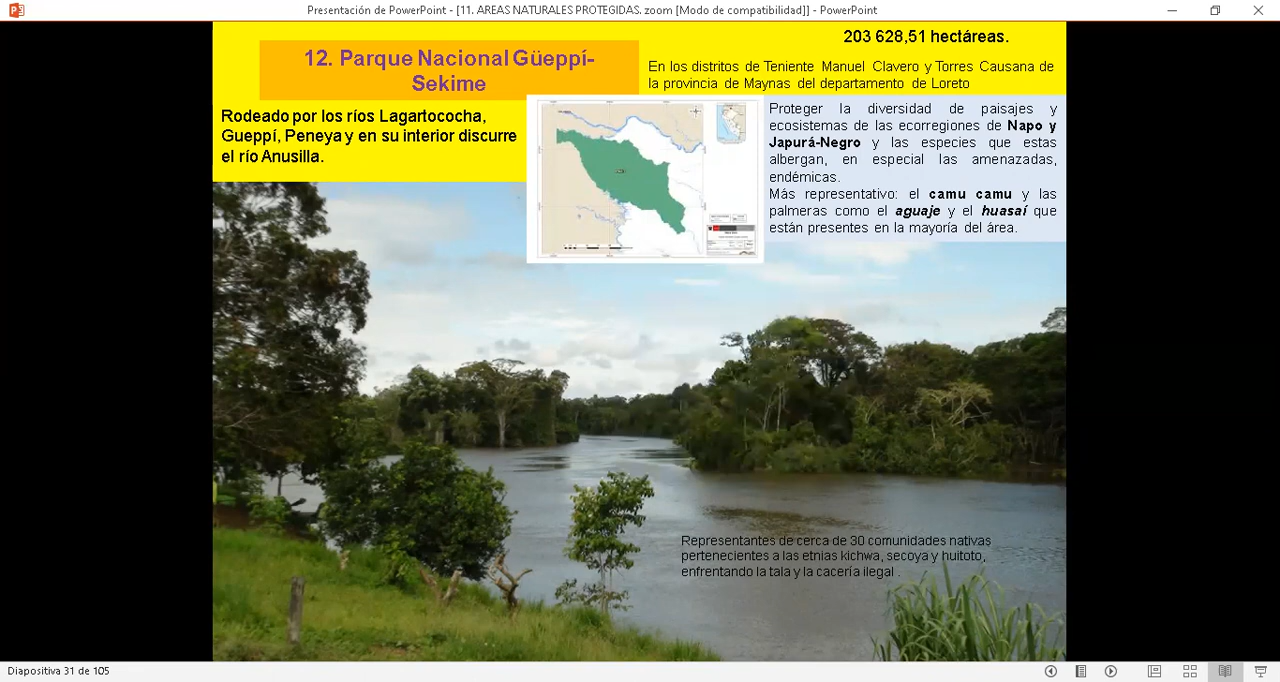 Presentación de PowerPoint - [11. AREAS NATURALES PROTEGIDAS. zoom [Modo de compatibilidad]] - PowerPoint
203 628,51 hectáreas.
12. Parque Nacional Güeppí-
Sekime
En los distritos de Teniente Manuel Clavero y Torres Causana de
la provincia de Maynas del departamento de Loreto
Rodeado por los ríos Lagartococha,
Gueppí, Peneya y en su interior discurre
el río Anusilla.
Proteger la diversidad de paisajes y
ecosistemas de las ecorregiones de Napo y
Japurá-Negro y las especies que estas
albergan, en especial las amenazadas,
endémicas.
Más representativo: el camu camu y las
palmeras como el aguaje y el huasaí que
están presentes en la mayoría del área.
Representantes de cerca de 30 comunidades nativas
pertenecientes a las etnias kichwa, secoya y huitoto,
enfrentando la tala y la cacería ilegal .
Diapositiva 31 de 105